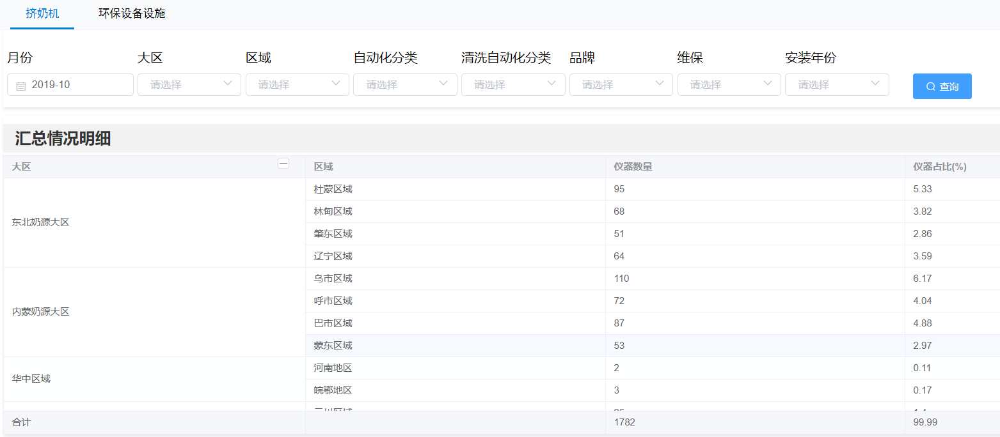 挤奶机 环保设备设施
月份 大区 区域 自动化分类 清洗自动化分类 品牌 维保 安装年份
2019-10 请选择 请选择 请选择 请选择 请选择 请选择 请选择 查询
汇总情况明细
大区 区域 仪器数量 仪器占比(%)
杜蒙区域 95 5.33
林甸区域 68 3.82
东北奶源大区
肇东区域 51 2.86
辽宁区域 64 3.59
乌市区域 110 6.17
呼市区域 72 4.04
内蒙奶源大区
巴市区域 87 4.88
蒙东区域 53 2.97
河南地区 2 0.11
华中区域
皖鄂地区 3 0.17
合计 1782 99.99